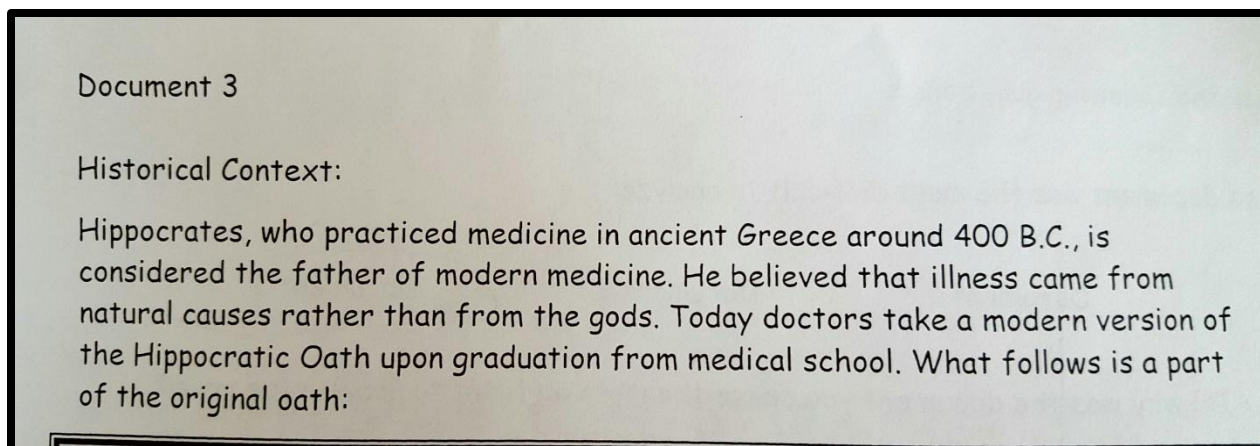 Document 3
Historical Context:
Hippocrates, who practiced medicine in ancient Greece around 400 B.C., is
considered the father of modern medicine. He believed that illness came from
natural causes rather than from the gods. Today doctors take a modern version of
the Hippocratic Oath upon graduation from medical school. What follows is a part
of the original oath: